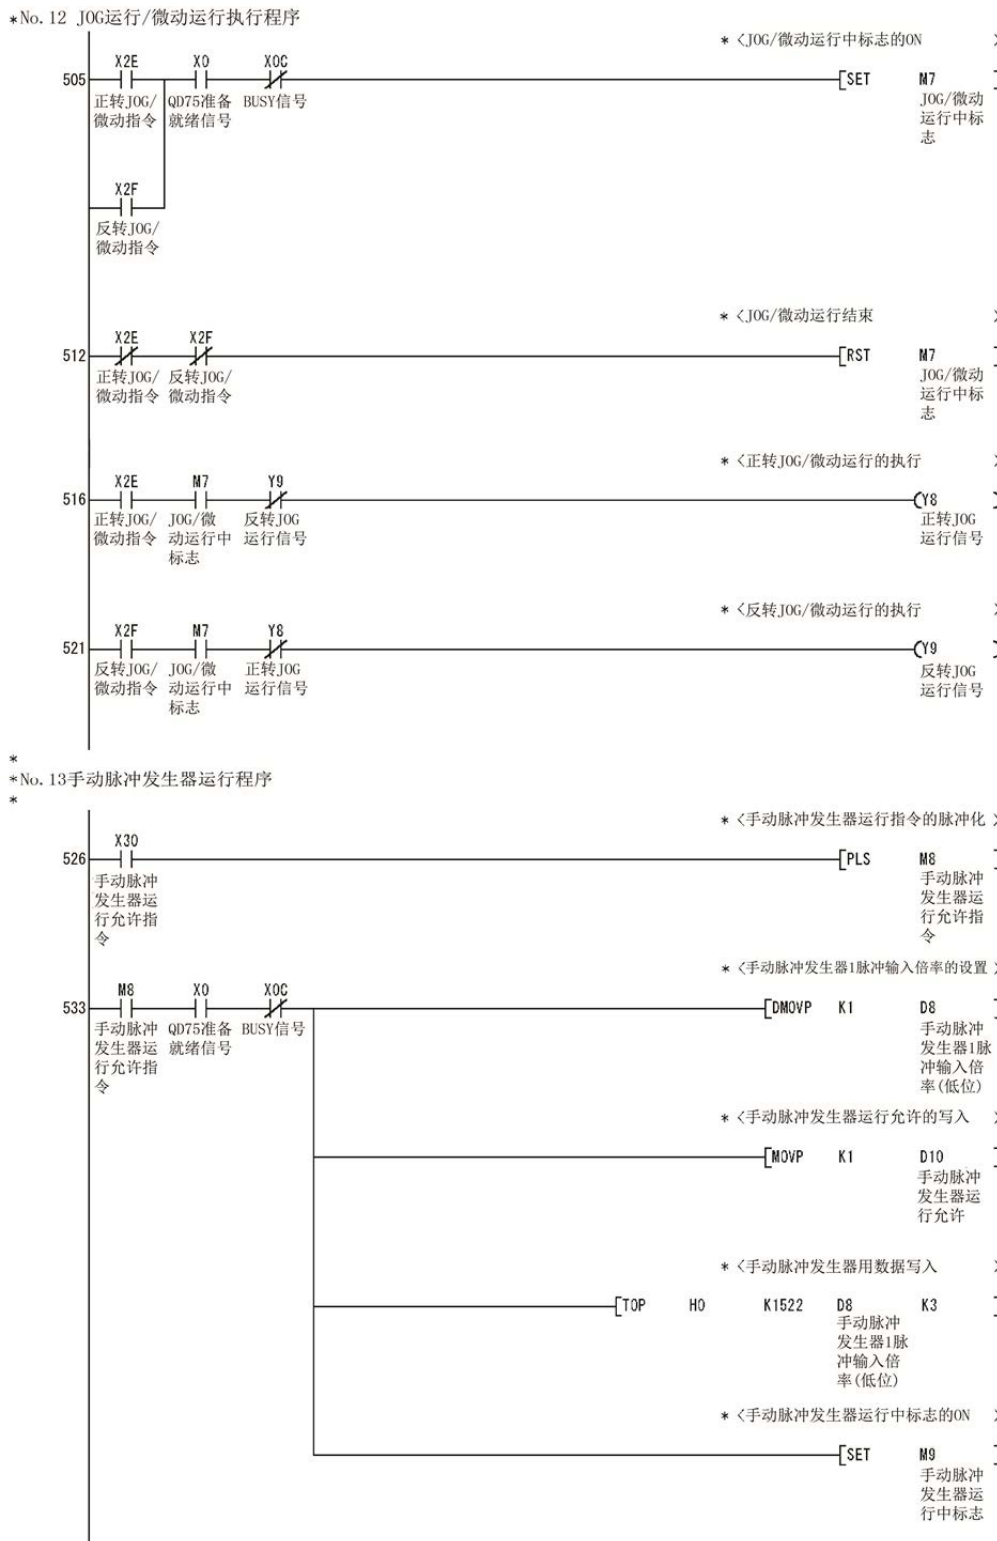 *No.12 JOG运行/微动运行执行程序
* <JOG/微动运行中标志的ON >
X2E X0 X0C
505 [SET M7 ]
正转JOG/ QD75准备 BUSY信号 JOG/微动
微动指令 就绪信号 运行中标
志
X2F
反转JOG/
微动指令
* <JOG/微动运行结束 >
X2E X2F
512 [RST M7 ]
正转JOG/ 反转JOG/ JOG/微动
微动指令 微动指令 运行中标
志
* <正转JOG/微动运行的执行 >
X2E M7 Y9
516 (Y8 )
正转JOG/ JOG/微 反转JOG 正转JOG
微动指令 动运行中 运行信号 运行信号
标志
* <反转JOG/微动运行的执行 >
X2F M7 Y8
521 (Y9 )
反转JOG/ JOG/微 正转JOG 反转JOG
微动指令 动运行中 运行信号 运行信号
标志
*
*No.13手动脉冲发生器运行程序
*
* <手动脉冲发生器运行指令的脉冲化 >
X30
526 [PLS M8 ]
手动脉冲 手动脉冲
发生器运 发生器运
行允许指 行允许指
令 令
* <手动脉冲发生器1脉冲输入倍率的设置 >
M8 X0 X0C
533 [DMOVP K1 D8 ]
手动脉冲 QD75准备 BUSY信号 手动脉冲
发生器运 就绪信号 发生器1脉
行允许指 冲输入倍
令 率(低位)
* <手动脉冲发生器运行允许的写入 >
[MOVP K1 D10 ]
手动脉冲
发生器运
行允许
* <手动脉冲发生器用数据写入 >
[TOP H0 K1522 D8 K3 ]
手动脉冲
发生器1脉
冲输入倍
率(低位)
* <手动脉冲发生器运行中标志的ON >
[SET M9 ]
手动脉冲
发生器运
行中标志